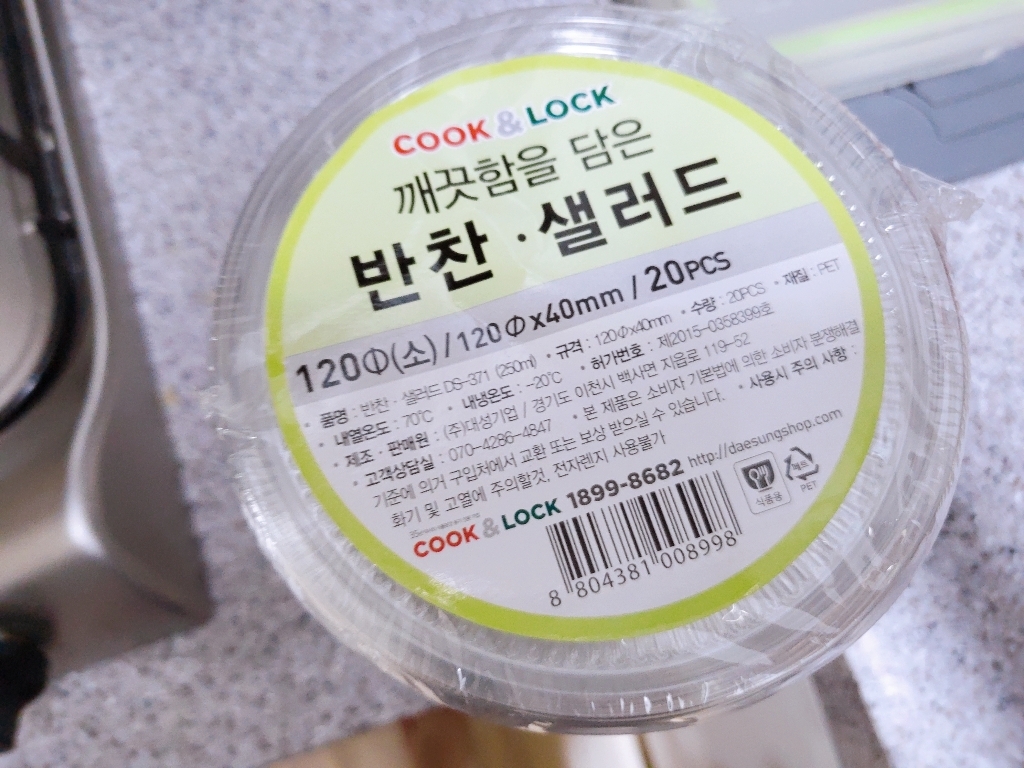 COOK & LOCK
깨끗함을 담은
반찬 · 샐러드
120Φ(소) / 120Φx40mm / 20PCS
• 품명 : 반찬 · 샐러드 DS-371 (250ml) • 규격 : 120Φx40mm • 수량 : 20PCS • 재질 : PET
• 내열온도 : 70℃ • 내냉온도 : -20℃ • 허가번호 : 제2015-0358399호
• 제조 · 판매원 : (주)대성기업 / 경기도 이천시 백사면 지음로 119-52
• 고객상담실 : 070-4286-4847 • 본 제품은 소비자 기본법에 의한 소비자 분쟁해결
기준에 의거 구입처에서 교환 또는 보상 받으실 수 있습니다. • 사용시 주의 사항 :
화기 및 고열에 주의할것, 전자렌지 사용불가
COOK & LOCK 1899-8682 http://daesungshop.com
식품용
페트
PET
8 804381 008998